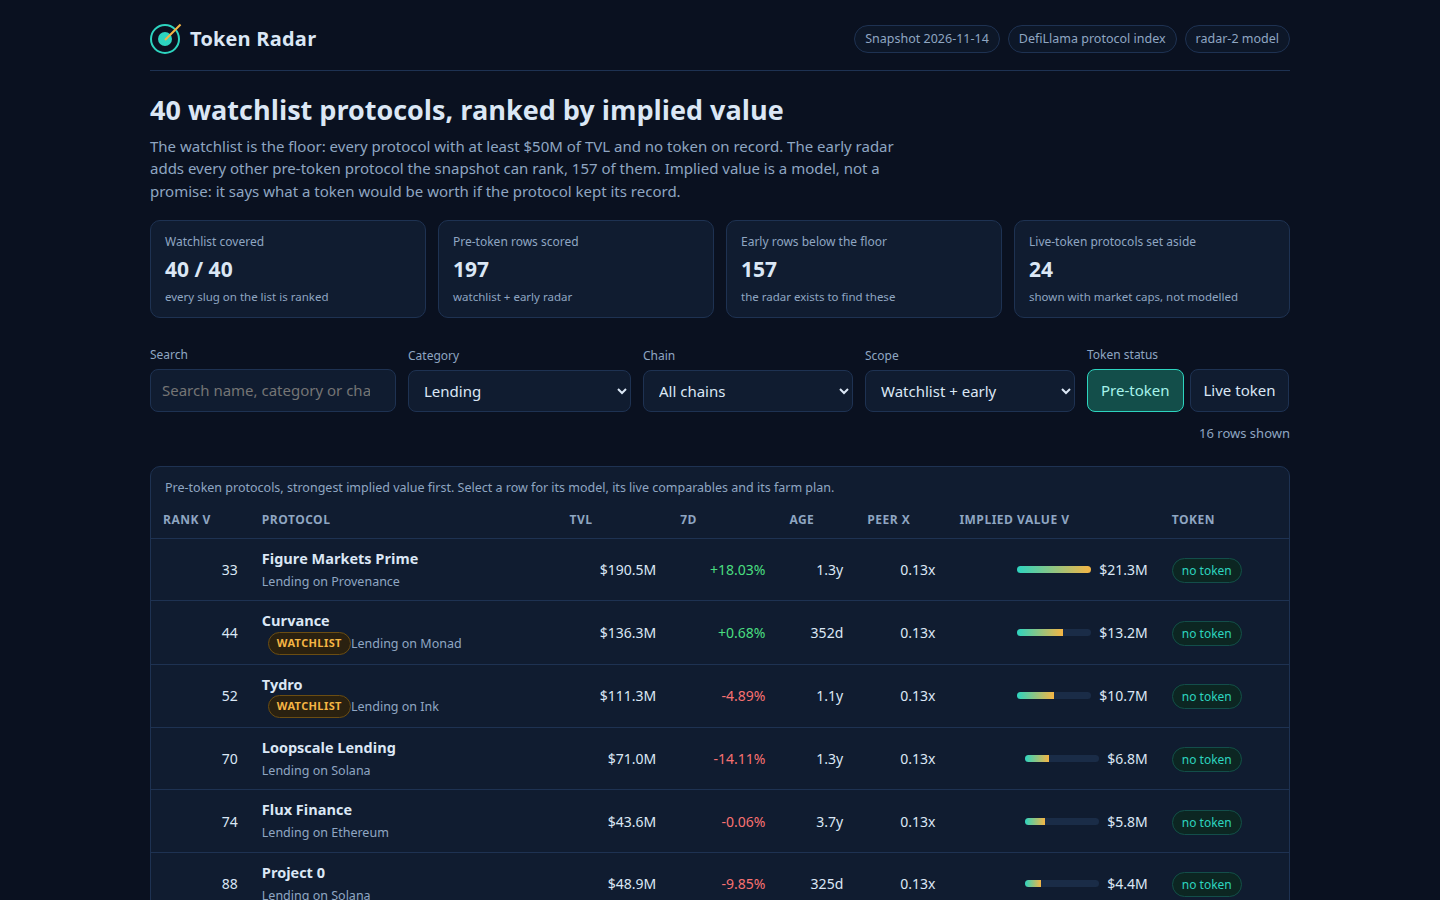 Token Radar
Snapshot 2026-11-14
DefiLlama protocol index
radar-2 model
40 watchlist protocols, ranked by implied value
The watchlist is the floor: every protocol with at least $50M of TVL and no token on record. The early radar
adds every other pre-token protocol the snapshot can rank, 157 of them. Implied value is a model, not a
promise: it says what a token would be worth if the protocol kept its record.
Watchlist covered
40 / 40
every slug on the list is ranked
Pre-token rows scored
197
watchlist + early radar
Early rows below the floor
157
the radar exists to find these
Live-token protocols set aside
24
shown with market caps, not modelled
Search
Search name, category or cha
Category
Lending
Chain
All chains
Scope
Watchlist + early
Token status
Pre-token
Live token
16 rows shown
Pre-token protocols, strongest implied value first. Select a row for its model, its live comparables and its farm plan.
RANK V PROTOCOL TVL 7D AGE PEER X IMPLIED VALUE V TOKEN
33 Figure Markets Prime $190.5M +18.03% 1.3y 0.13x $21.3M no token
Lending on Provenance
44 Curvance $136.3M +0.68% 352d 0.13x $13.2M no token
WATCHLIST Lending on Monad
52 Tydro $111.3M -4.89% 1.1y 0.13x $10.7M no token
WATCHLIST Lending on Ink
70 Loopscale Lending $71.0M -14.11% 1.3y 0.13x $6.8M no token
Lending on Solana
74 Flux Finance $43.6M -0.06% 3.7y 0.13x $5.8M no token
Lending on Ethereum
88 Project 0 $48.9M -9.85% 325d 0.13x $4.4M no token
Lending on Solana